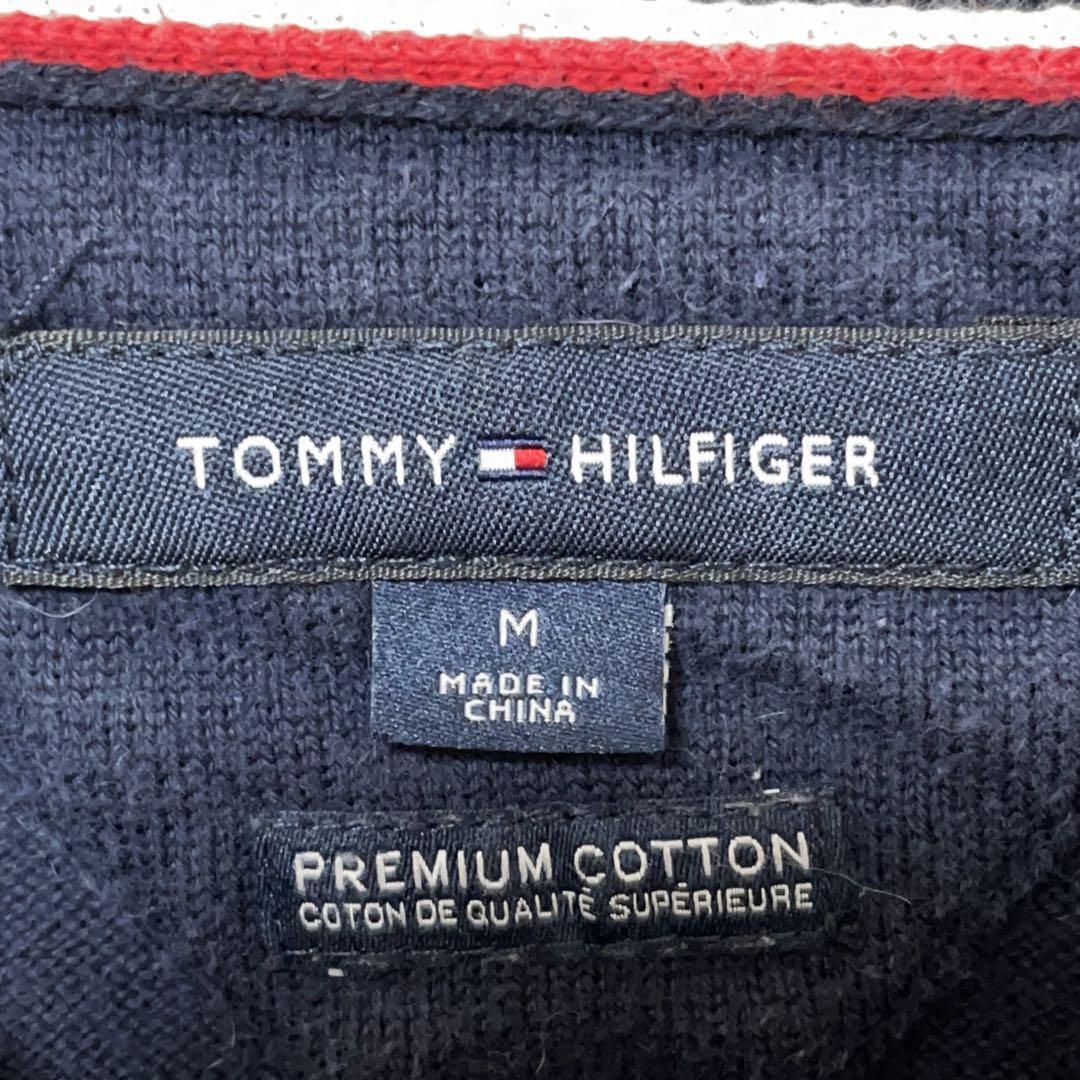 TOMMY HILFIGER
M
MADE IN
CHINA
PREMIUM COTTON
COTON DE QUALITÉ SUPÉRIEURE